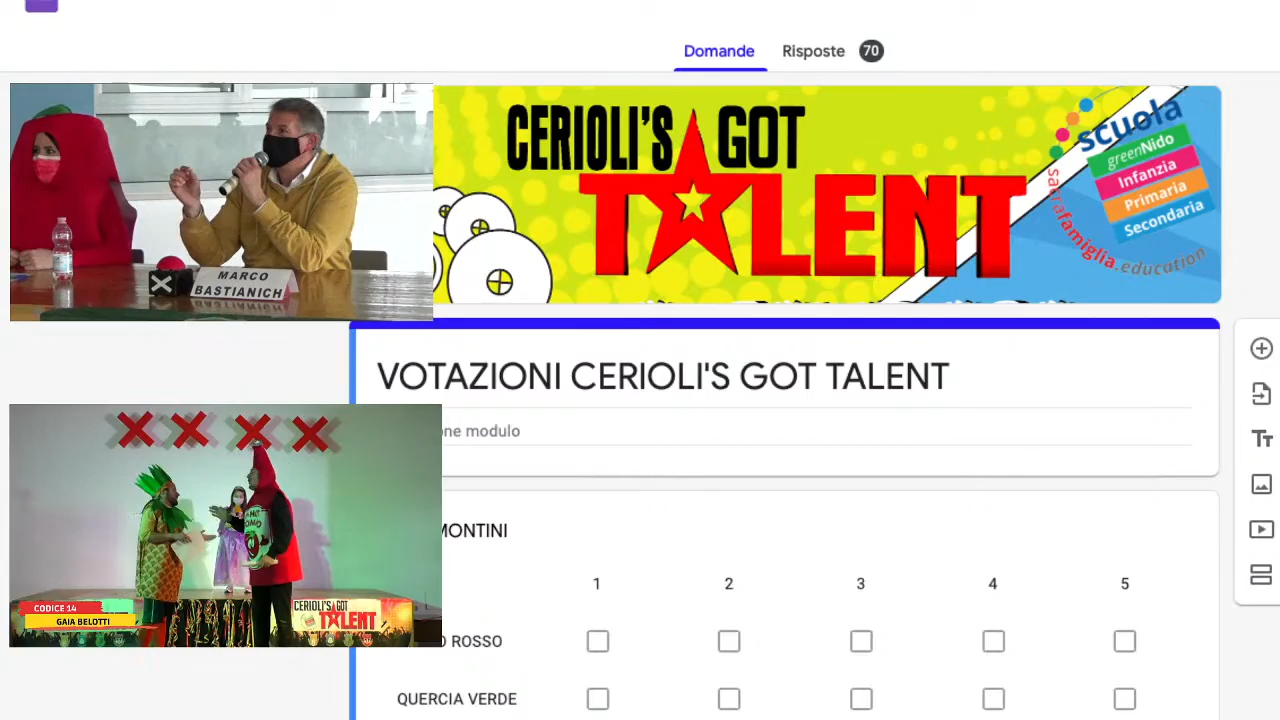 Domande
Risposte 70
CERIOLI'S GOT
TALENT
scuola
greenNido
Infanzia
Primaria
Secondaria
sacrafamiglia.education
MARCO
BASTIANICH
VOTAZIONI CERIOLI'S GOT TALENT
one modulo
MONTINI
1 2 3 4 5
O ROSSO
QUERCIA VERDE
CODICE 14
GAIA BELOTTI
CERIOLI'S GOT
TALENT